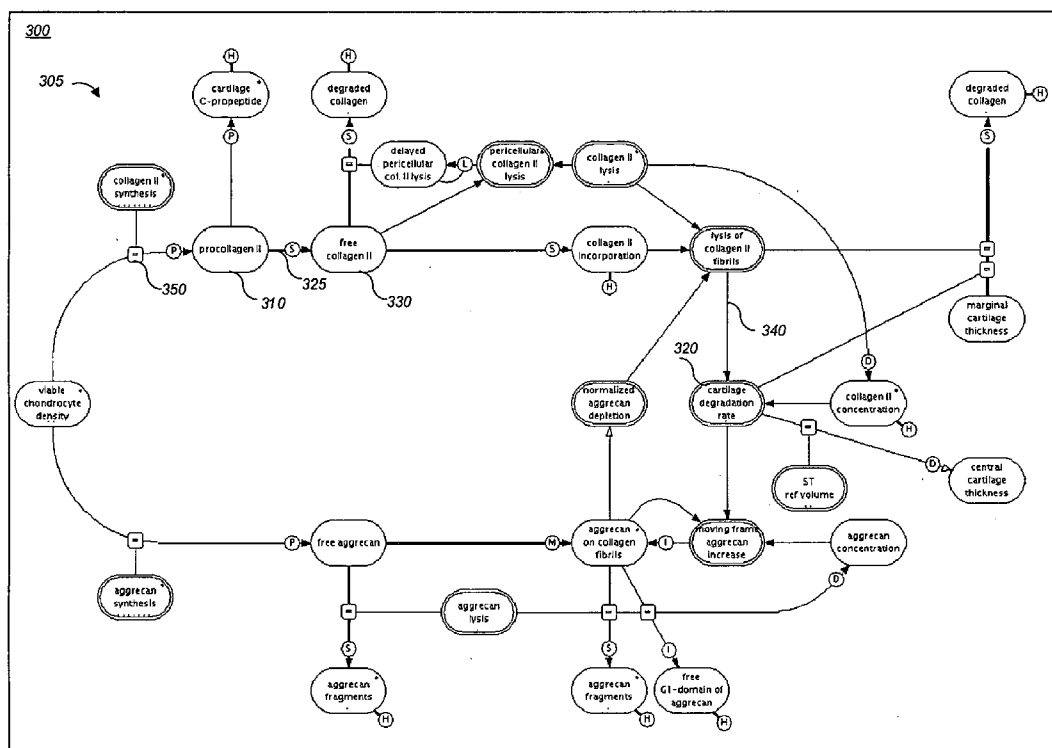 300
305
H
cartilage
C-propeptide
P
H
degraded
collagen
S
degraded
collagen
H
S
delayed
pericellular
col. II lysis
L
pericellular
collagen II
lysis
collagen II
lysis
collagen II
synthesis
=
350
P
procollagen II
310
S
325
free
collagen II
330
=
S
collagen II
incorporation
H
lysis of
collagen II
fibrils
340
=
=
marginal
cartilage
thickness
viable
chondrocyte
density
normalized
aggrecan
depletion
320
cartilage
degradation
rate
D
collagen II
concentration
H
=
ST
ref volume
D
central
cartilage
thickness
=
P
free aggrecan
M
aggrecan
on collagen
fibrils
I
moving frame
aggrecan
increase
aggrecan
concentration
D
aggrecan
synthesis
=
aggrecan
lysis
=
=
S
aggrecan
fragments
H
S
aggrecan
fragments
H
I
free
G1-domain of
aggrecan
H